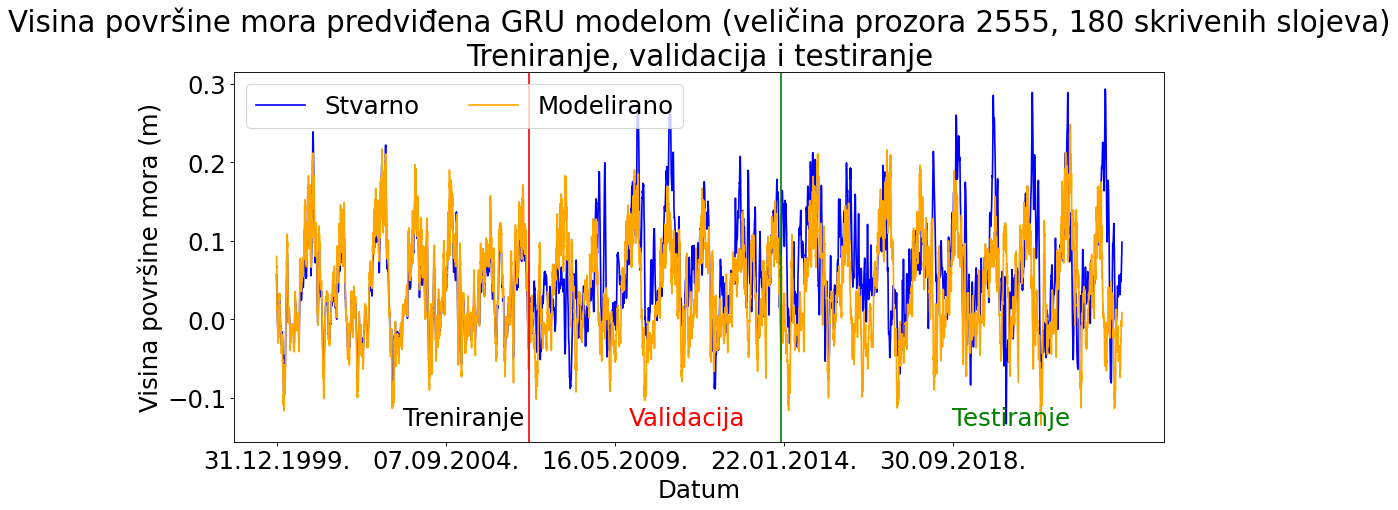 Visina površine mora predviđena GRU modelom (veličina prozora 2555, 180 skrivenih slojeva)
Treniranje, validacija i testiranje
Stvarno
Modelirano
Visina površine mora (m)
0.3
0.2
0.1
0.0
−0.1
Treniranje
Validacija
Testiranje
31.12.1999.
07.09.2004.
16.05.2009.
22.01.2014.
30.09.2018.
Datum